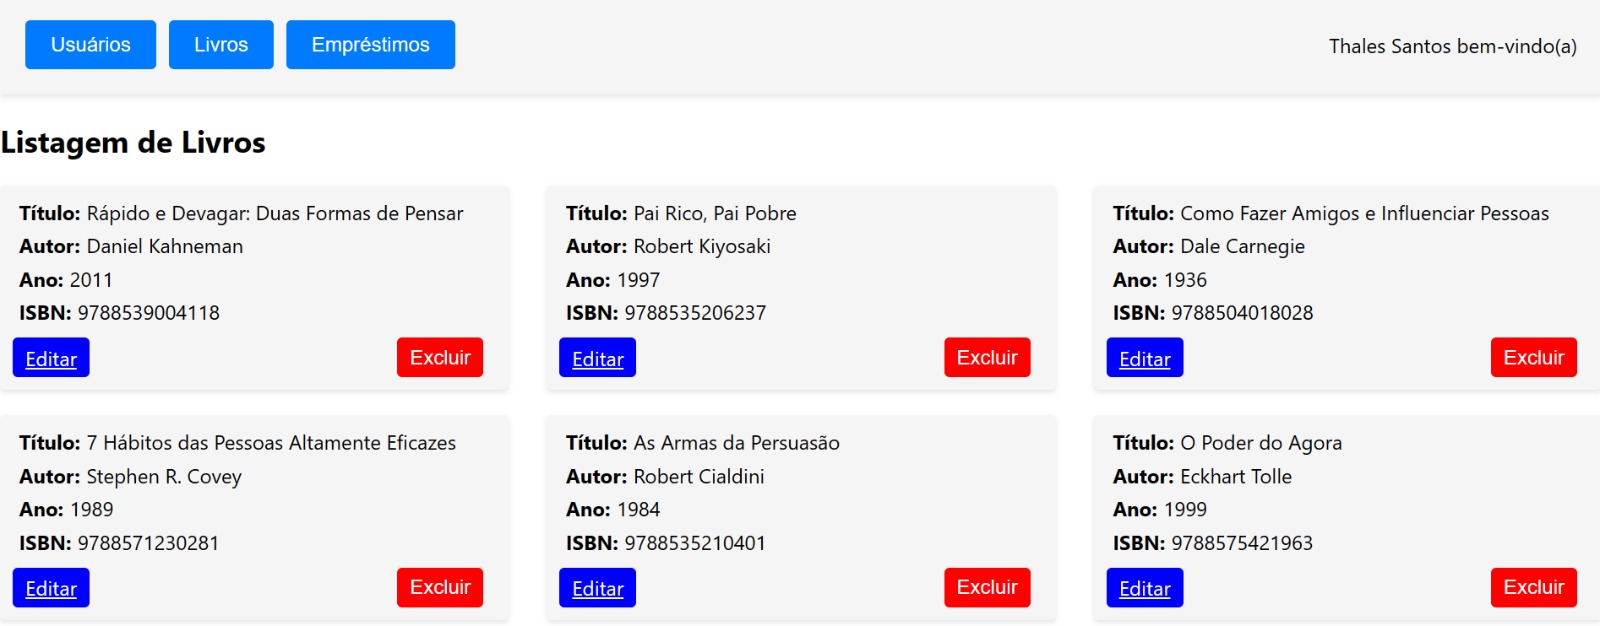 Usuários Livros Empréstimos Thales Santos bem-vindo(a)
Listagem de Livros
Título: Rápido e Devagar: Duas Formas de Pensar
Autor: Daniel Kahneman
Ano: 2011
ISBN: 9788539004118
Editar Excluir
Título: Pai Rico, Pai Pobre
Autor: Robert Kiyosaki
Ano: 1997
ISBN: 9788535206237
Editar Excluir
Título: Como Fazer Amigos e Influenciar Pessoas
Autor: Dale Carnegie
Ano: 1936
ISBN: 9788504018028
Editar Excluir
Título: 7 Hábitos das Pessoas Altamente Eficazes
Autor: Stephen R. Covey
Ano: 1989
ISBN: 9788571230281
Editar Excluir
Título: As Armas da Persuasão
Autor: Robert Cialdini
Ano: 1984
ISBN: 9788535210401
Editar Excluir
Título: O Poder do Agora
Autor: Eckhart Tolle
Ano: 1999
ISBN: 9788575421963
Editar Excluir